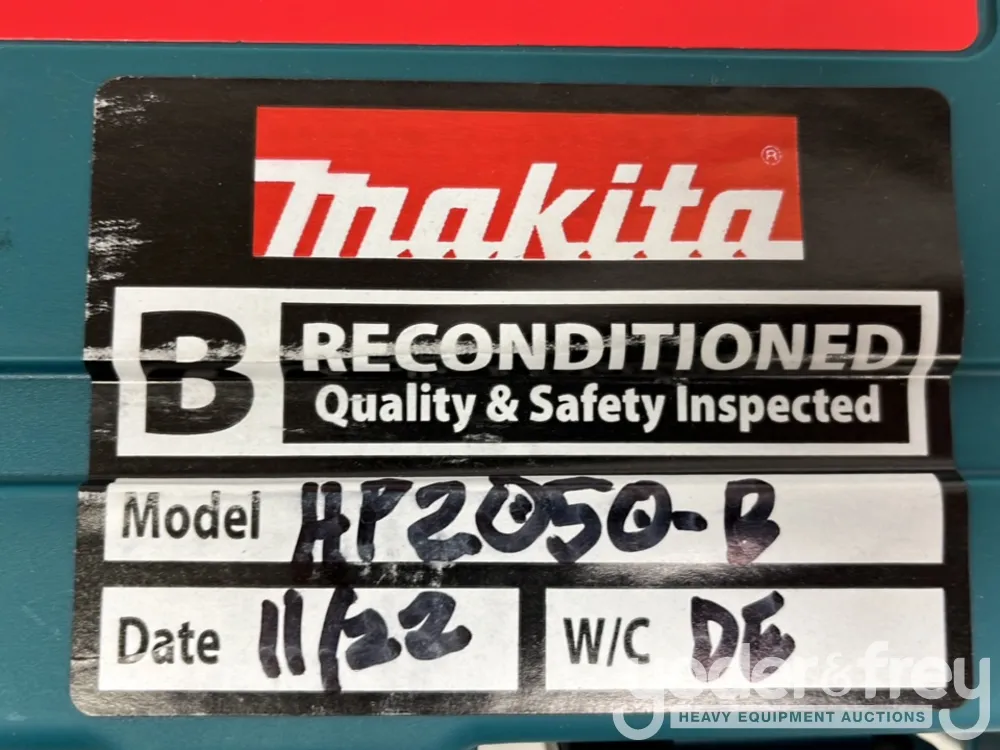 makita ®
B RECONDITIONED
Quality & Safety Inspected
Model HP2050-B
Date 11/22 W/C DE
yoder & frey
HEAVY EQUIPMENT AUCTIONS